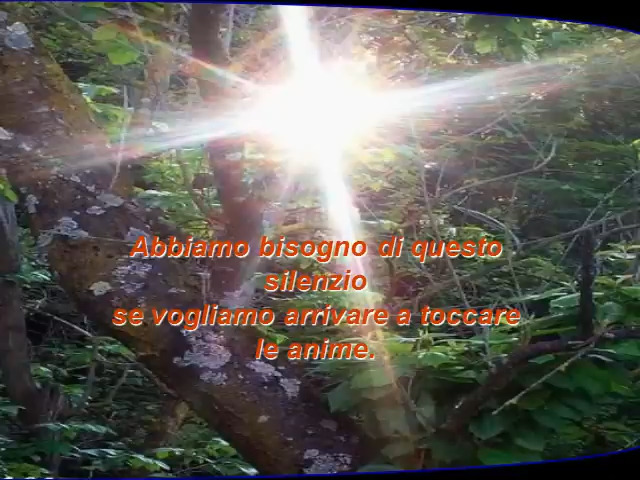 Abbiamo bisogno di questo
silenzio
se vogliamo arrivare a toccare
le anime.